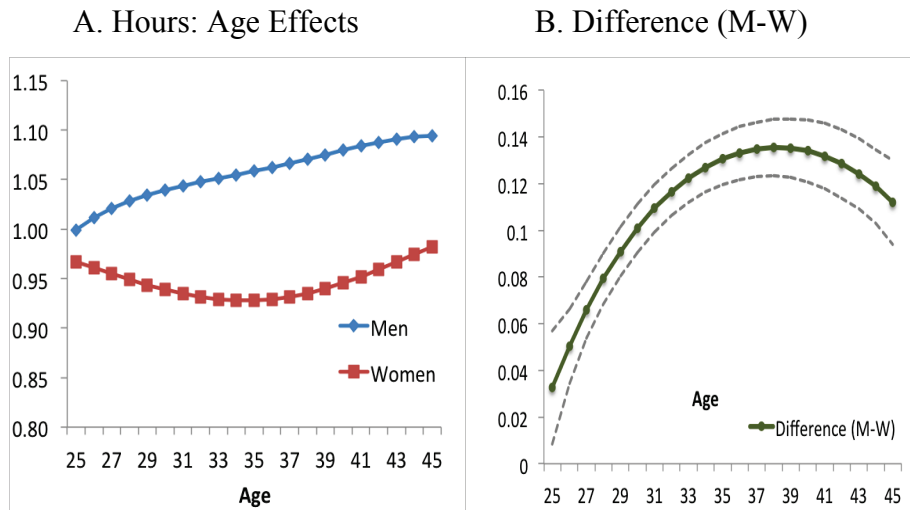 A. Hours: Age Effects
B. Difference (M-W)
1.15
1.10
1.05
1.00
0.95
0.90
0.85
0.80
Men
Women
25 27 29 31 33 35 37 39 41 43 45
Age
0.16
0.14
0.12
0.1
0.08
0.06
0.04
0.02
0
Age
Difference (M-W)
25 27 29 31 33 35 37 39 41 43 45